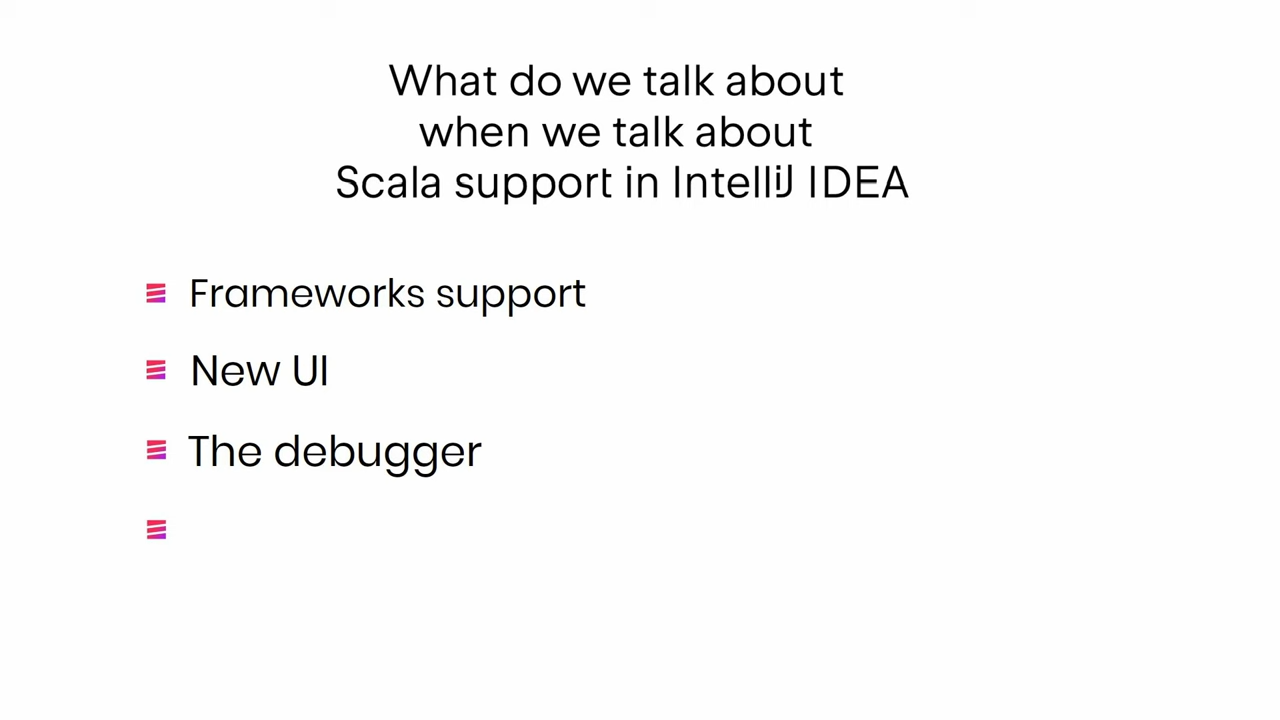 What do we talk about
when we talk about
Scala support in IntelliJ IDEA
Frameworks support
New UI
The debugger